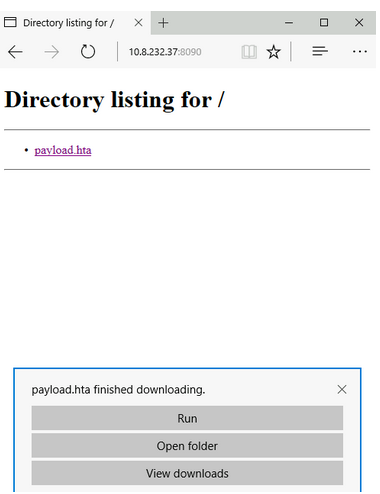 Directory listing for /
10.8.232.37:8090
Directory listing for /
• payload.hta
payload.hta finished downloading.
Run
Open folder
View downloads